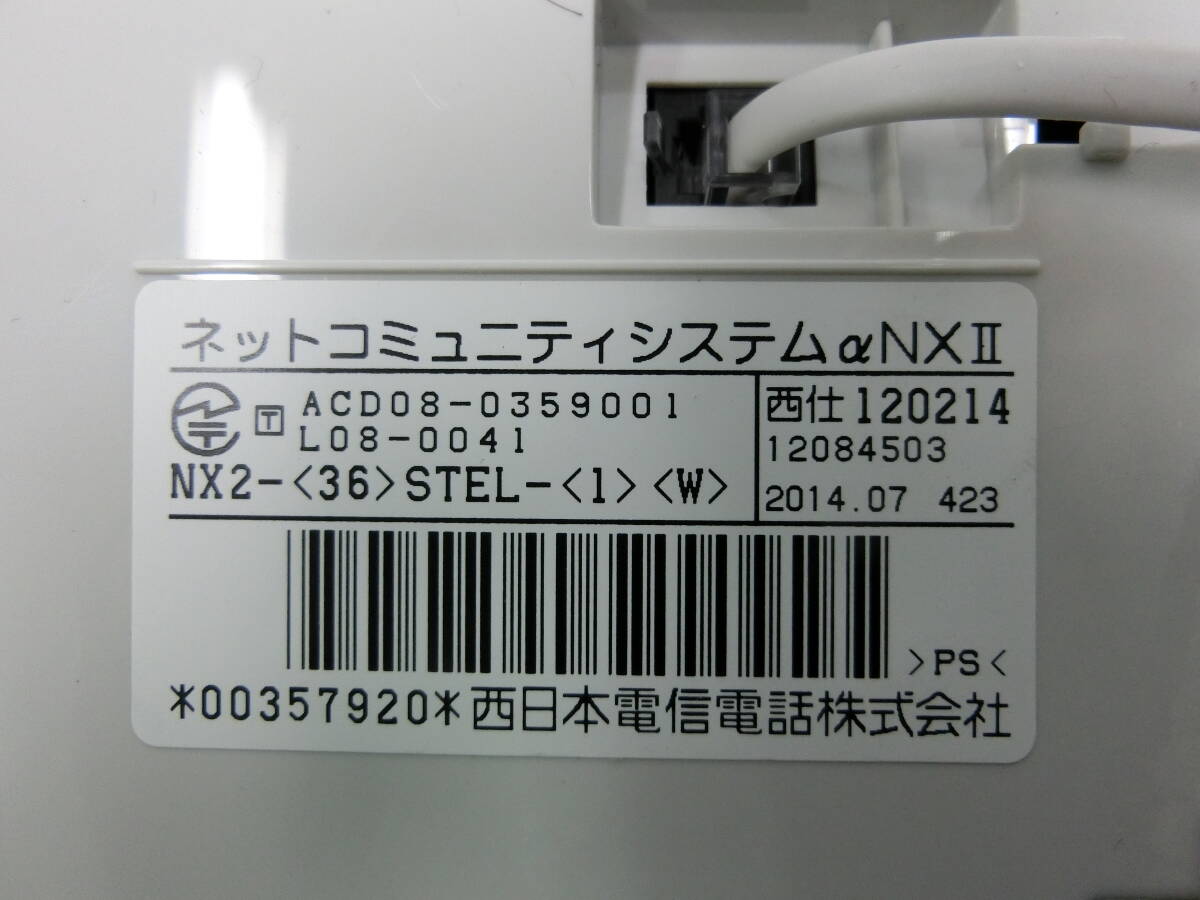 ネットコミュニティシステムαNXⅡ
T ACD08-0359001
L08-0041
NX2-<36>STEL-<1><W>
西仕120214
12084503
2014.07 423
>PS<
*00357920*西日本電信電話株式会社